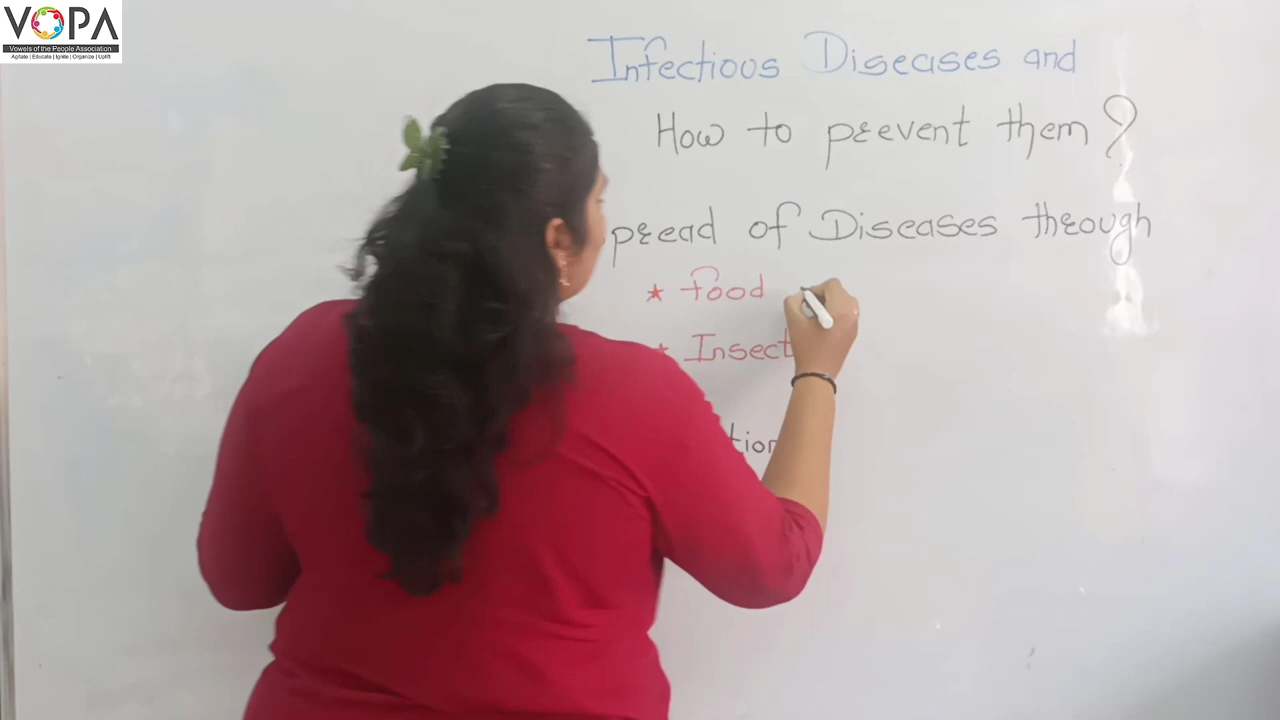 VOPA
Vowels of the People Association
Agitate | Educate | Ignite | Organize | Uplift
Infectious Diseases and
How to prevent them?
pread of Diseases through
* food
* Insect
tion